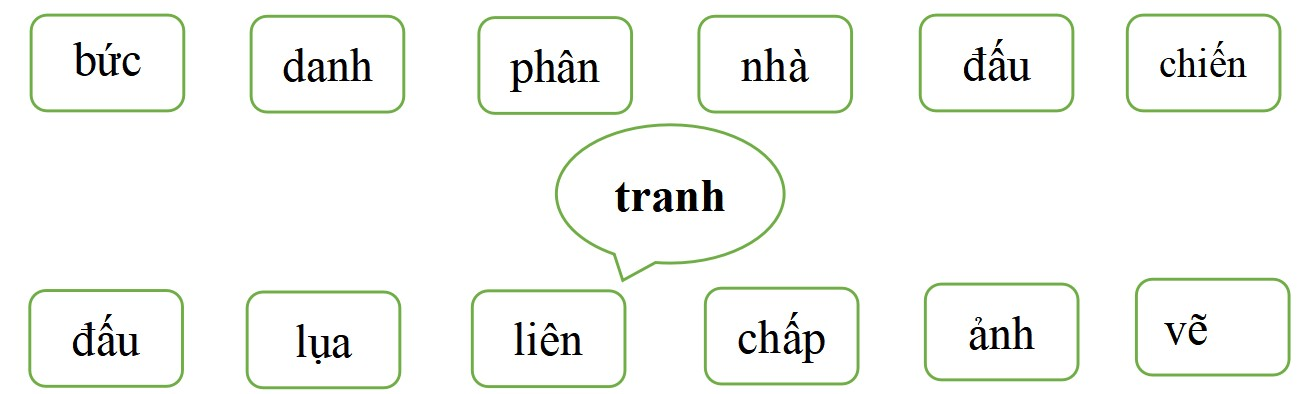 bức danh phân nhà đấu chiến
tranh
đấu lụa liên chấp ảnh vẽ